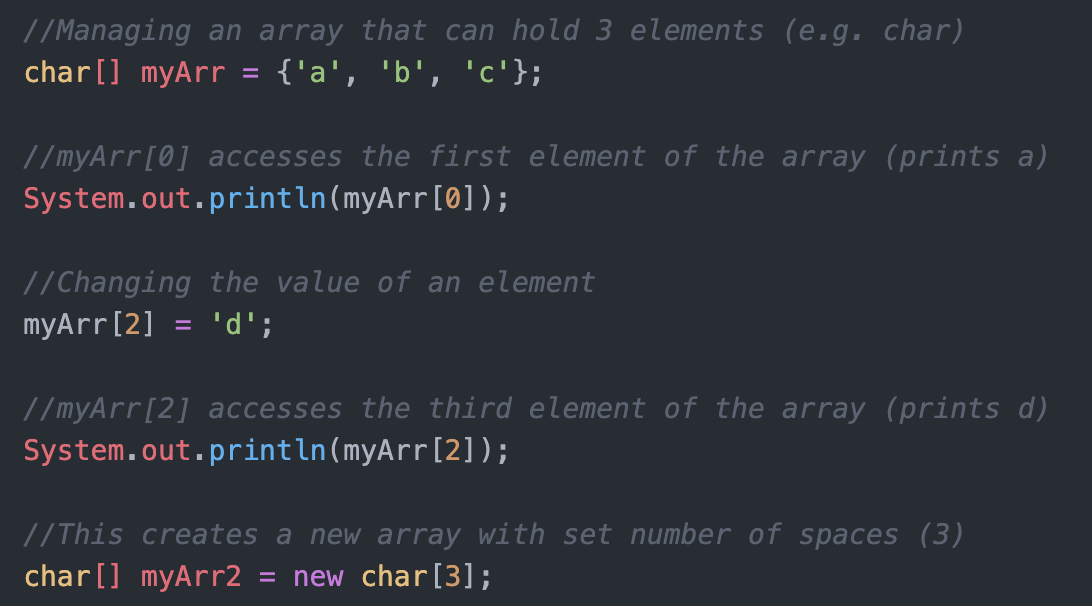 //Managing an array that can hold 3 elements (e.g. char)
char[] myArr = {'a', 'b', 'c'};
//myArr[0] accesses the first element of the array (prints a)
System.out.println(myArr[0]);
//Changing the value of an element
myArr[2] = 'd';
//myArr[2] accesses the third element of the array (prints d)
System.out.println(myArr[2]);
//This creates a new array with set number of spaces (3)
char[] myArr2 = new char[3];